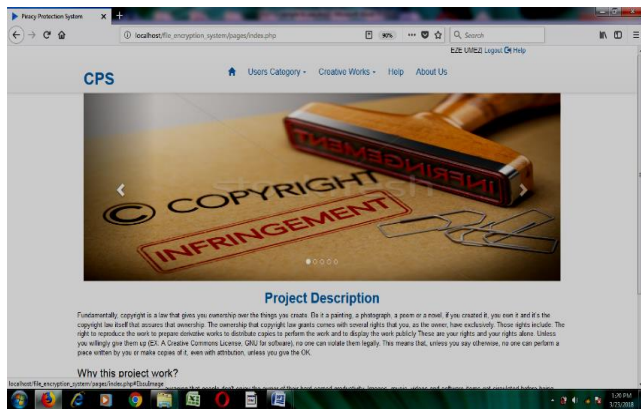 Piracy Protection System
localhost/file_encryption_system/pages/index.php
90%
Search
EZE UMEZI Logout Help
CPS
Users Category
Creative Works
Help
About Us
© COPYRIGHT
INFRINGEMENT
INFRINGEMENT
Project Description
Fundamentally, copyright is a law that gives you ownership over the things you create. Be it a painting, a photograph, a poem or a novel, if you created it, you own it and it's the
copyright law itself that assures that ownership. The ownership that copyright law grants comes with several rights that you, as the owner, have exclusively. Those rights include: The
right to reproduce the work to prepare derivative works to distribute copies to perform the work and to display the work publicly These are your rights and your rights alone. Unless
you willingly give them up (EX: A Creative Commons License, GNU for software), no one can violate them legally. This means that, unless you say otherwise, no one can perform a
piece written by you or make copies of it, even with attribution, unless you give the OK.
Why this project work?
localhost/file_encryption_system/pages/index.php#
1:20 PM
3/23/2018